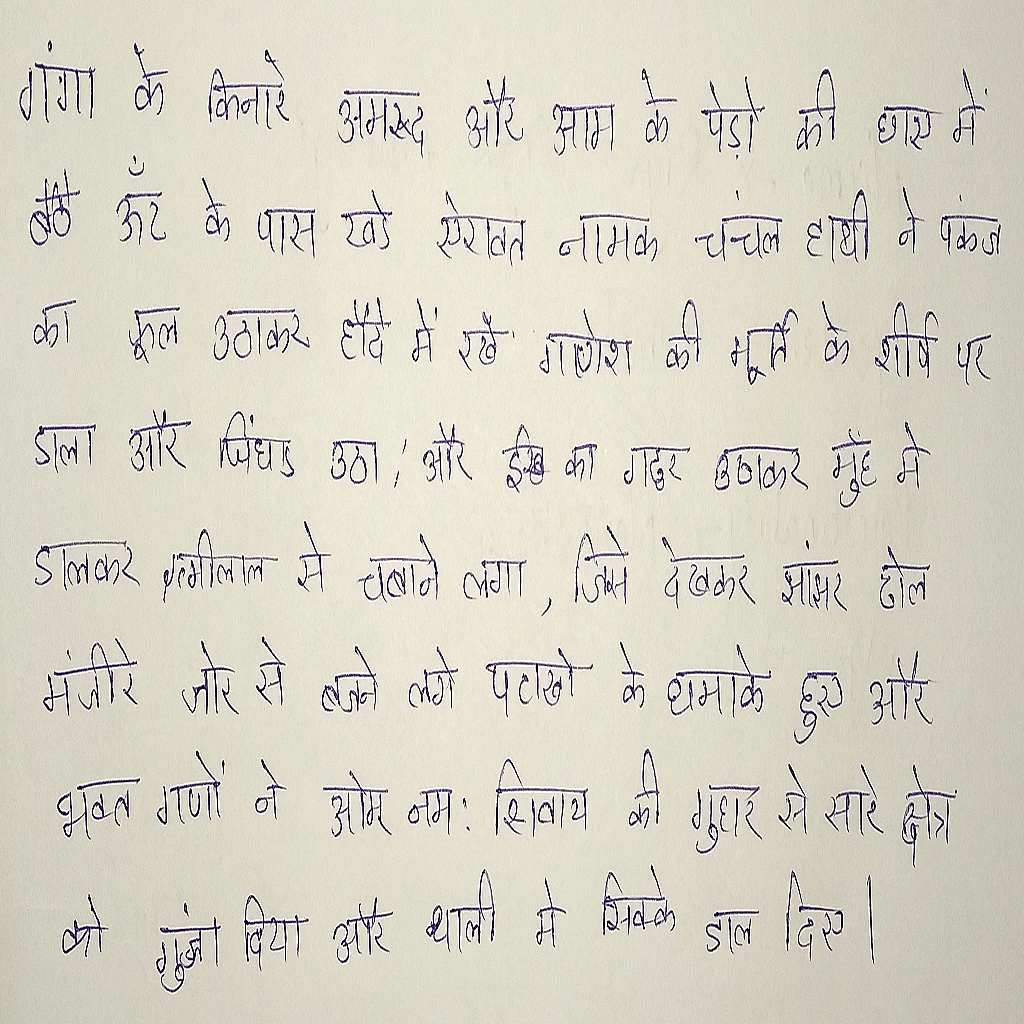 गंगा के किनारे अमरूद और आम के पेड़ो की छाए में
बैठे ऊँट के पास खडे ऐरावत नामक चंचल हाथी ने पंकज
का फूल उठाकर हौदे में रखे गणेश की मूर्ति के शीर्ष पर
डाला और चिंघाड उठा, और ईख का गट्ठर उठाकर मुँह मे
डालकर इत्मीलाल से चबाने लगा, जिसे देखकर झांझर ढोल
मंजीरे जोर से बजने लगे पटाखो के धमाके हुए और
भक्त गणों ने ओम नम: शिवाय की गुहार से सारे क्षेत्र
को गुंजा दिया और थाली मे सिक्के डाल दिए।